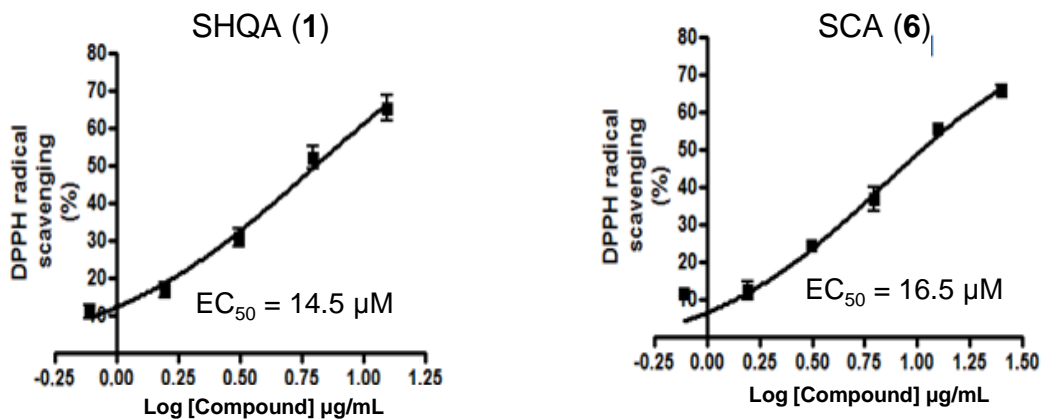 SHQA (1)
80
70
60
50
40
30
20
10
DPPH radical
scavenging
(%)
EC50 = 14.5 µM
-0.25 0.00 0.25 0.50 0.75 1.00 1.25
Log [Compound] µg/mL
SCA (6)
80
70
60
50
40
30
20
10
DPPH radical
scavenging
(%)
EC50 = 16.5 µM
-0.25 0.00 0.25 0.50 0.75 1.00 1.25 1.50
Log [Compound] µg/mL